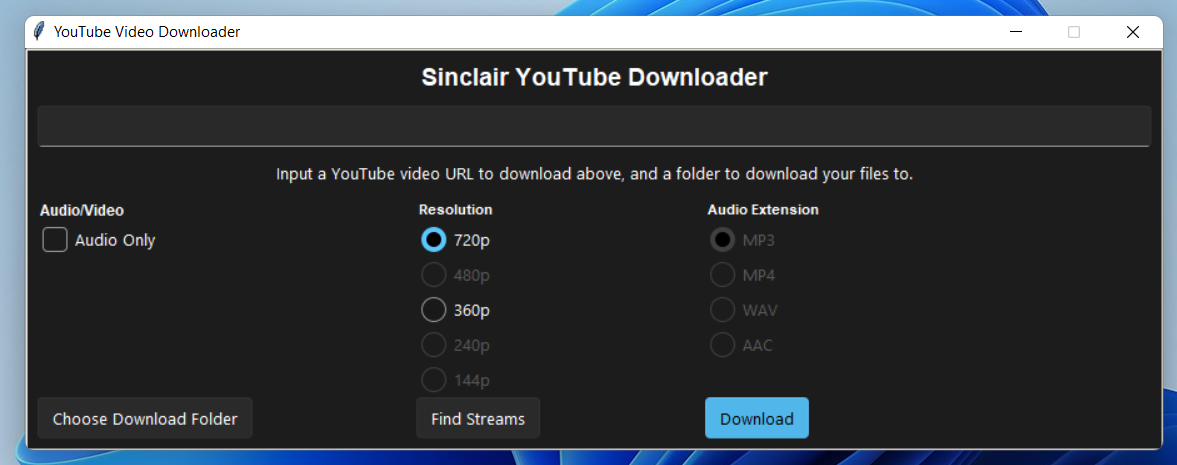 YouTube Video Downloader
Sinclair YouTube Downloader
Input a YouTube video URL to download above, and a folder to download your files to.
Audio/Video
Audio Only
Resolution
720p
480p
360p
240p
144p
Audio Extension
MP3
MP4
WAV
AAC
Choose Download Folder
Find Streams
Download